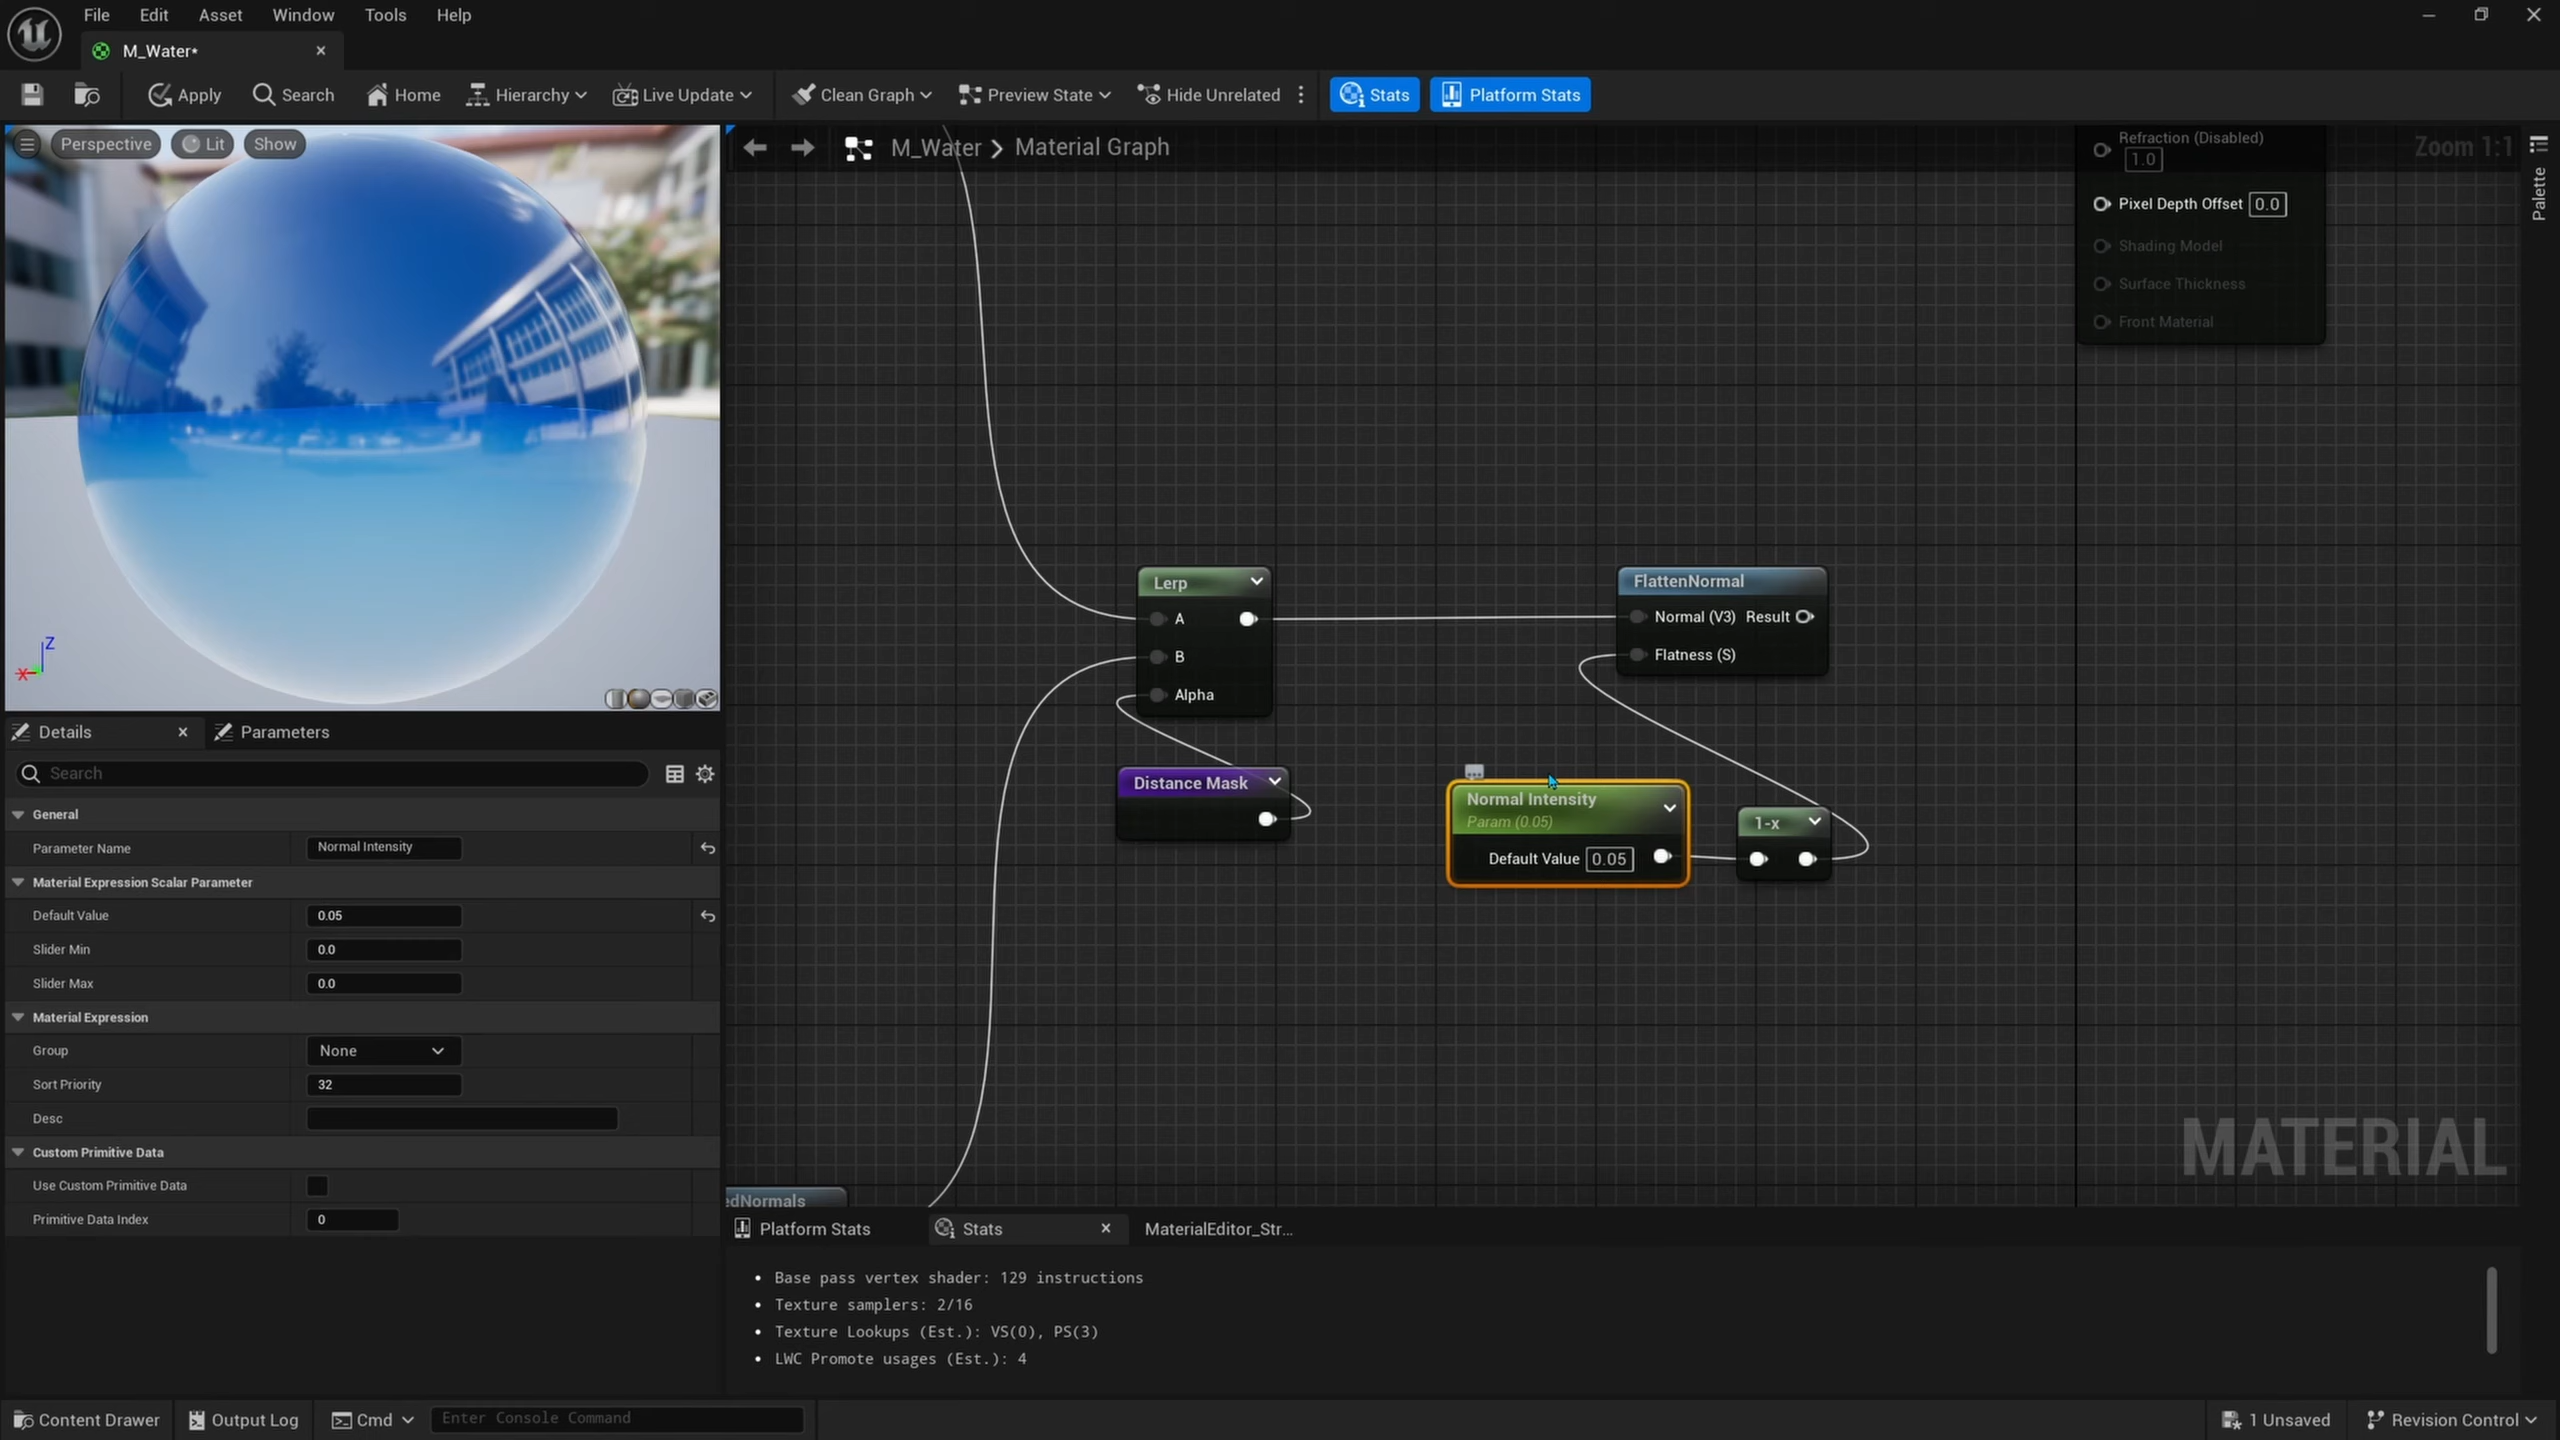 File Edit Asset Window Tools Help
M_Water*
Apply Search Home Hierarchy Live Update Clean Graph Preview State Hide Unrelated Stats Platform Stats
Perspective Lit Show
M_Water > Material Graph
Zoom 1:1
Palette
Refraction (Disabled)
1.0
Pixel Depth Offset 0.0
Shading Model
Surface Thickness
Front Material
Z
X
Lerp
A
B
Alpha
FlattenNormal
Normal (V3) Result
Flatness (S)
Distance Mask
Normal Intensity
Param (0.05)
Default Value 0.05
1-x
edNormals
MATERIAL
Details Parameters
Search
General
Parameter Name Normal Intensity
Material Expression Scalar Parameter
Default Value 0.05
Slider Min 0.0
Slider Max 0.0
Material Expression
Group None
Sort Priority 32
Desc
Custom Primitive Data
Use Custom Primitive Data
Primitive Data Index 0
Platform Stats Stats MaterialEditor_Str...
• Base pass vertex shader: 129 instructions
• Texture samplers: 2/16
• Texture Lookups (Est.): VS(0), PS(3)
• LWC Promote usages (Est.): 4
Content Drawer Output Log Cmd Enter Console Command 1 Unsaved Revision Control